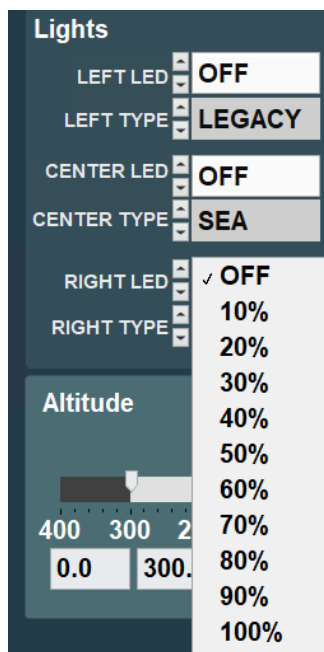 Lights
LEFT LED OFF
LEFT TYPE LEGACY
CENTER LED OFF
CENTER TYPE SEA
RIGHT LED ✓ OFF
10%
RIGHT TYPE
20%
30%
Altitude
40%
50%
60%
400 300 2
70%
0.0 300.
80%
90%
100%